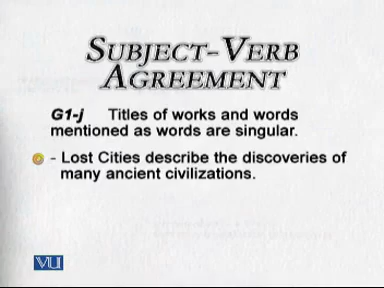 SUBJECT-VERB
AGREEMENT
G1-j Titles of works and words
mentioned as words are singular.
- Lost Cities describe the discoveries of
many ancient civilizations.
VU